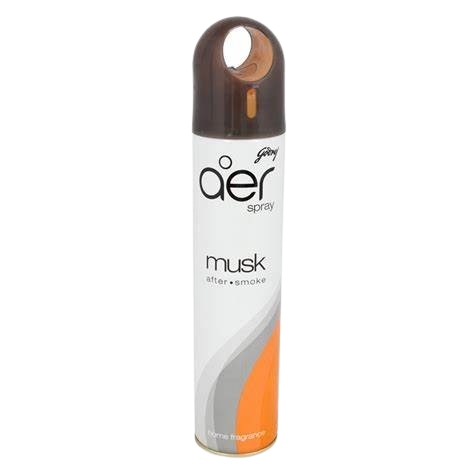 Godrej
aer
spray
musk
after • smoke
home fragrance